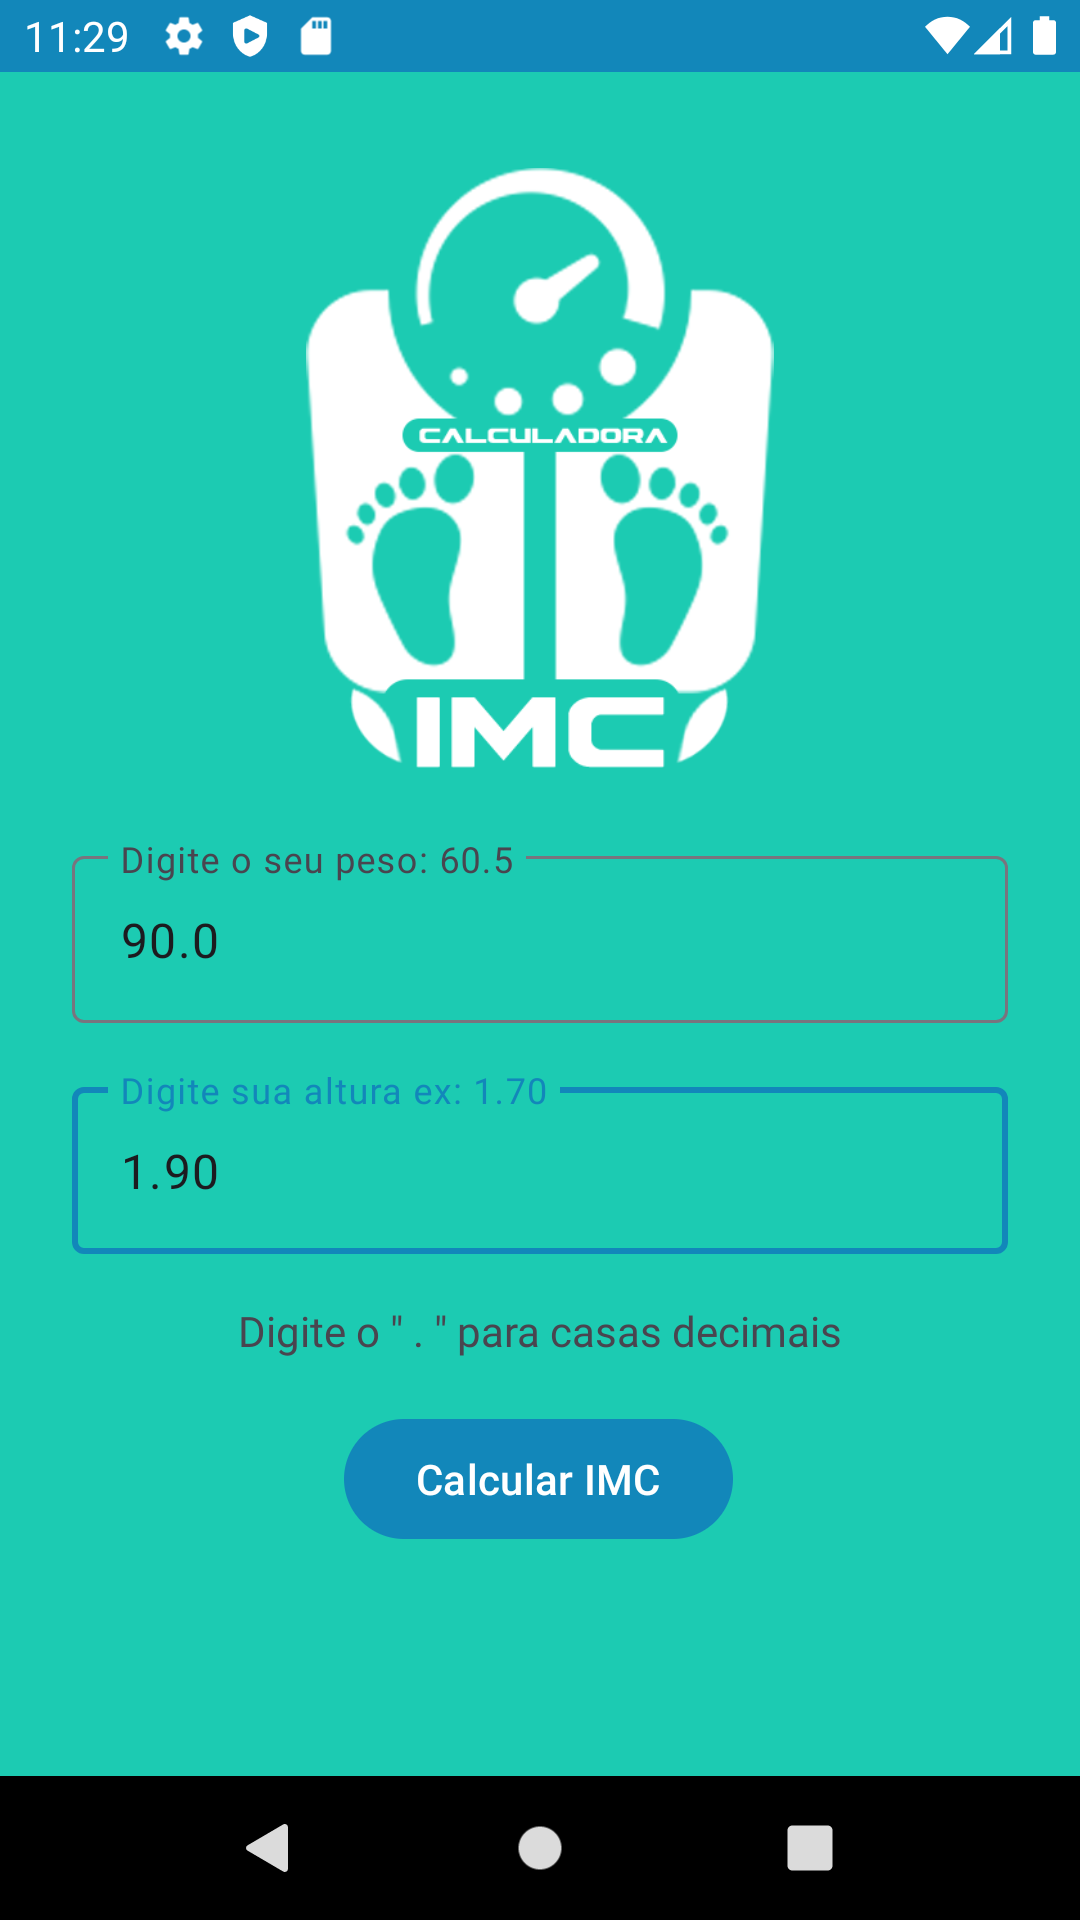 11:29
CALCULADORA
IMC
Digite o seu peso: 60.5
90.0
Digite sua altura ex: 1.70
1.90
Digite o " . " para casas decimais
Calcular IMC